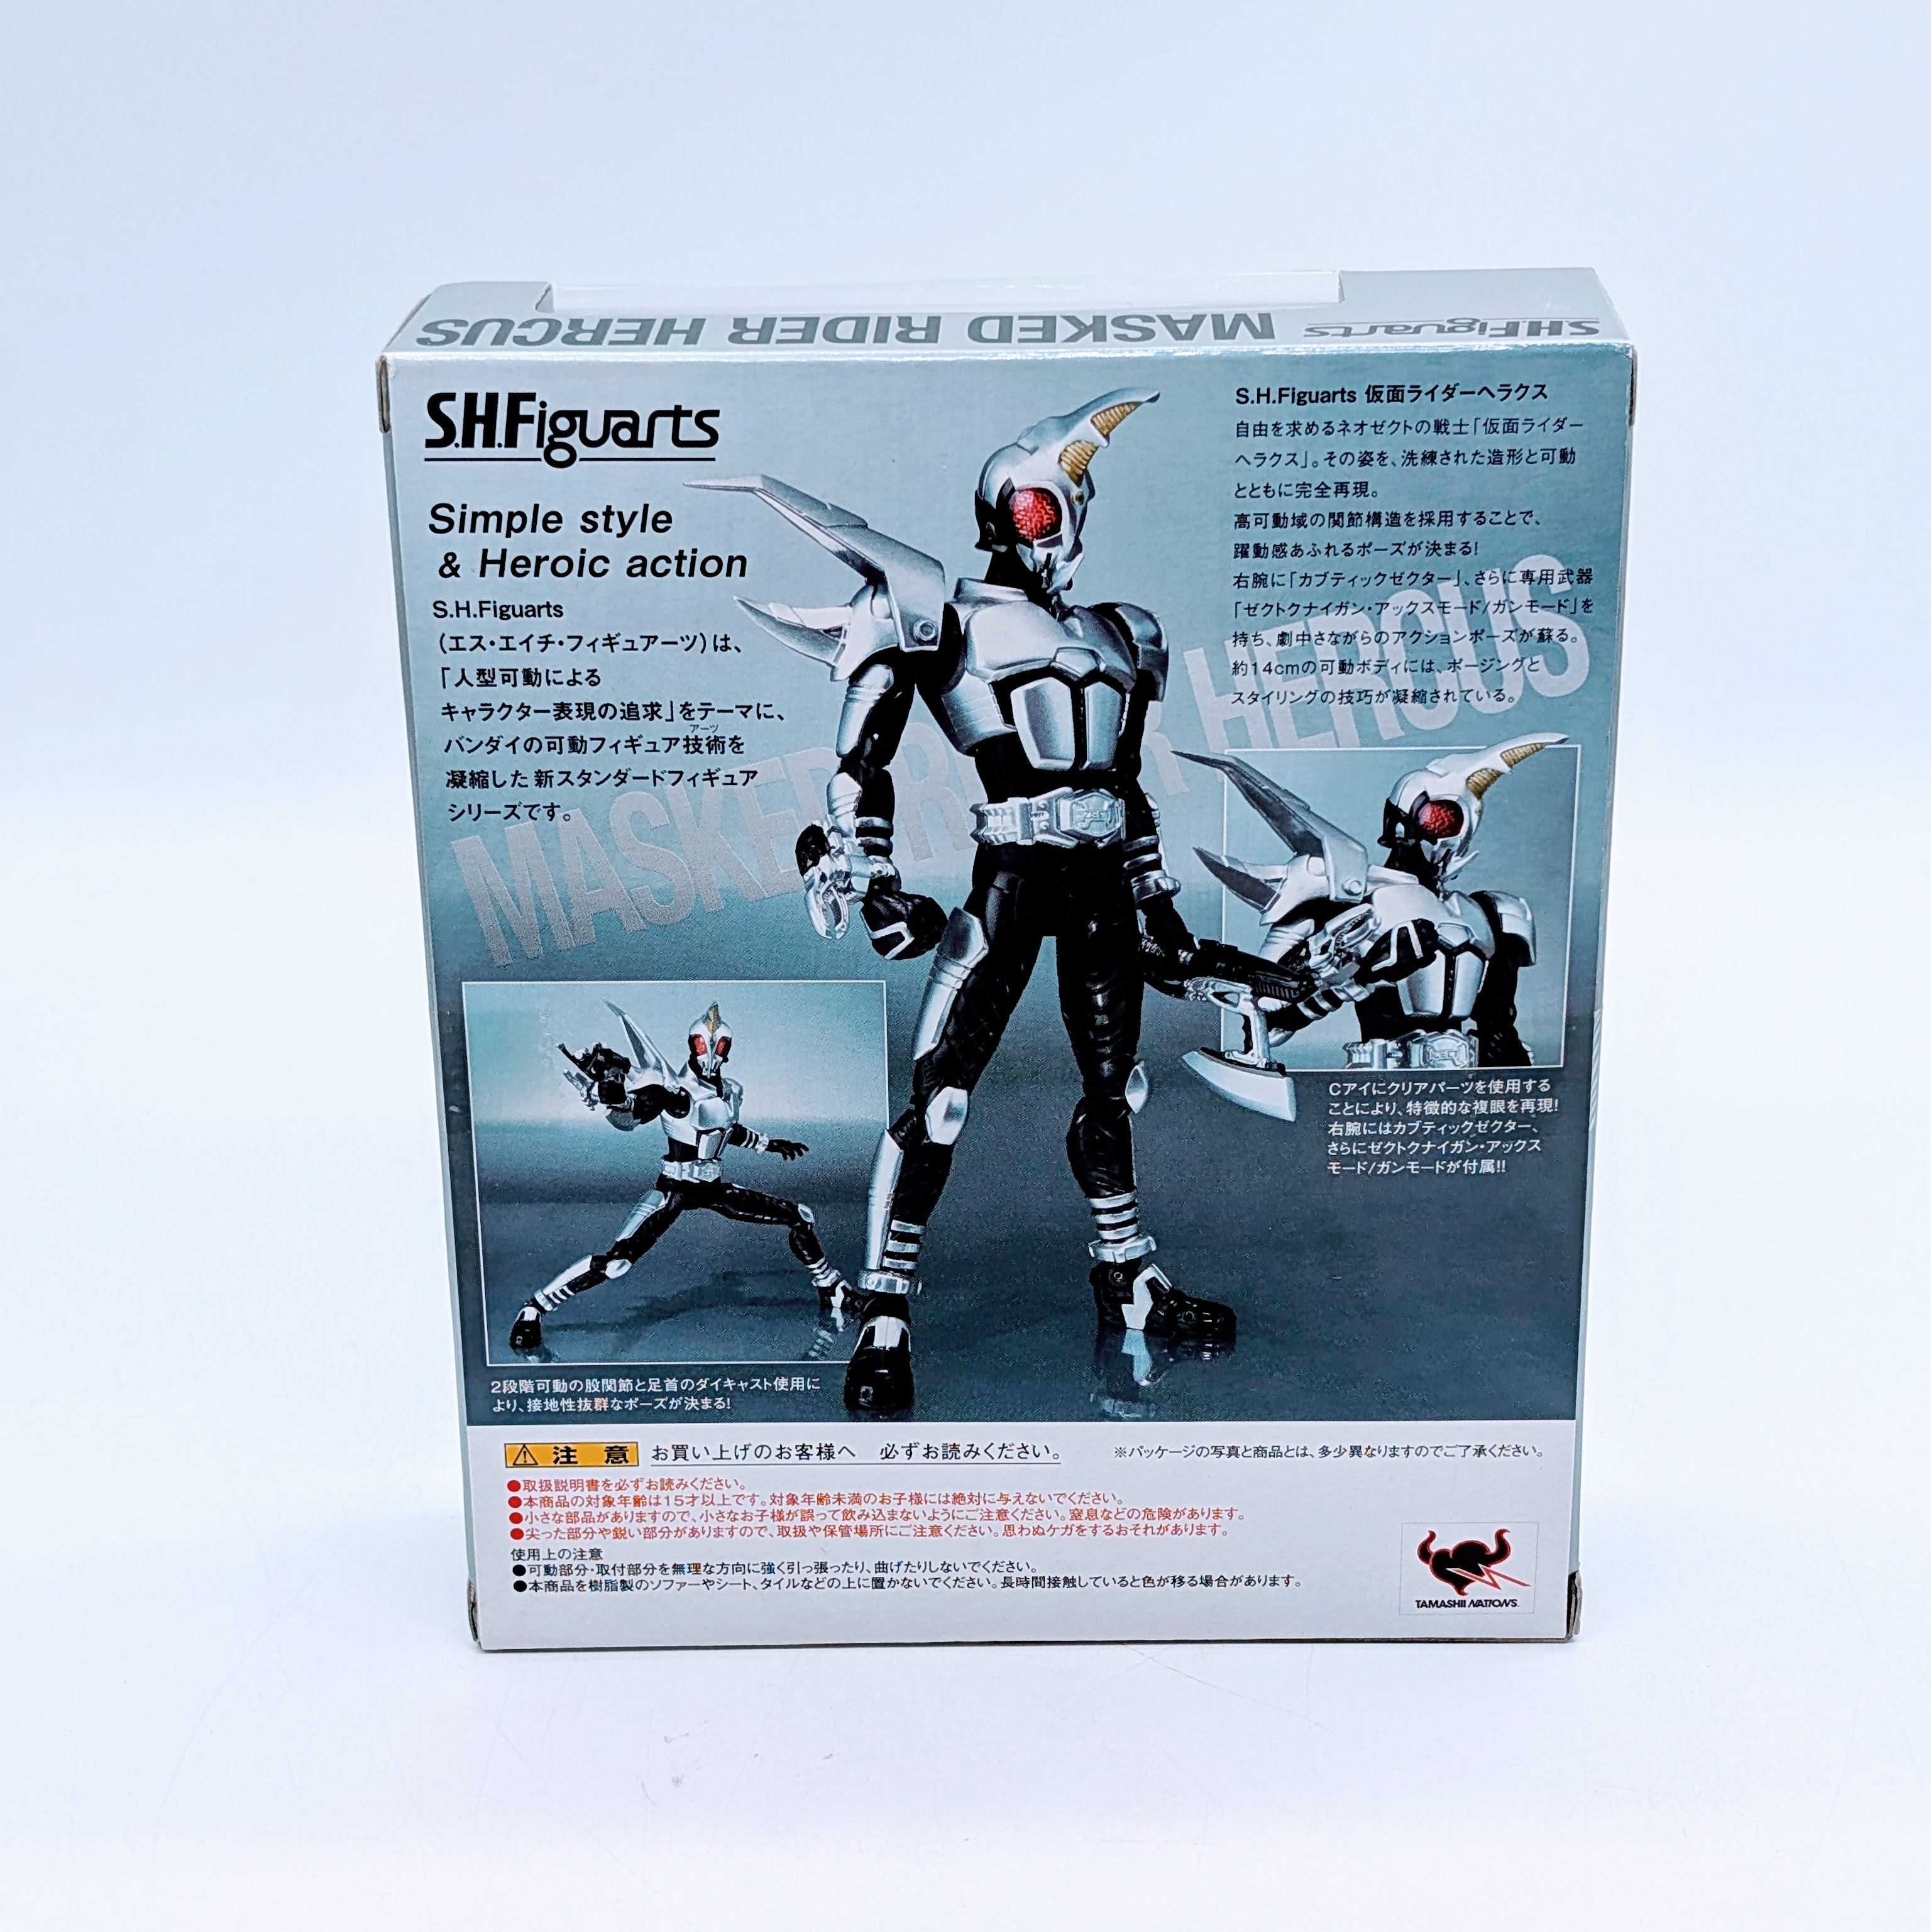 S.H.Figuarts MASKED RIDER HERCUS
S.H.Figuarts
Simple style
& Heroic action
S.H.Figuarts
(エス・エイチ・フィギュアーツ)は、
「人型可動による
キャラクター表現の追求」をテーマに、
アーツ
バンダイの可動フィギュア技術を
凝縮した新スタンダードフィギュア
シリーズです。
S.H.Figuarts 仮面ライダーヘラクス
自由を求めるネオゼクトの戦士「仮面ライダー
ヘラクス」。その姿を、洗練された造形と可動
とともに完全再現。
高可動域の関節構造を採用することで、
躍動感あふれるポーズが決まる!
右腕に「カブティックゼクター」、さらに専用武器
「ゼクトクナイガン・アックスモード/ガンモード」を
持ち、劇中さながらのアクションポーズが蘇る。
約14cmの可動ボディには、ポージングと
スタイリングの技巧が凝縮されている。
MASKED RIDER HERCUS
Cアイにクリアパーツを使用する
ことにより、特徴的な複眼を再現!
右腕にはカブティックゼクター、
さらにゼクトクナイガン・アックス
モード/ガンモードが付属!!
2段階可動の股関節と足首のダイキャスト使用に
より、接地性抜群なポーズが決まる!
注意 お買い上げのお客様へ 必ずお読みください。 ※パッケージの写真と商品とは、多少異なりますのでご了承ください。
●取扱説明書を必ずお読みください。
●本商品の対象年齢は15才以上です。対象年齢未満のお子様には絶対に与えないでください。
●小さな部品がありますので、小さなお子様が誤って飲み込まないようにご注意ください。窒息などの危険があります。
●尖った部分や鋭い部分がありますので、取扱や保管場所にご注意ください。思わぬケガをするおそれがあります。
使用上の注意
●可動部分・取付部分を無理な方向に強く引っ張ったり、曲げたりしないでください。
●本商品を樹脂製のソファーやシート、タイルなどの上に置かないでください。長時間接触していると色が移る場合があります。
TAMASHII NATIONS